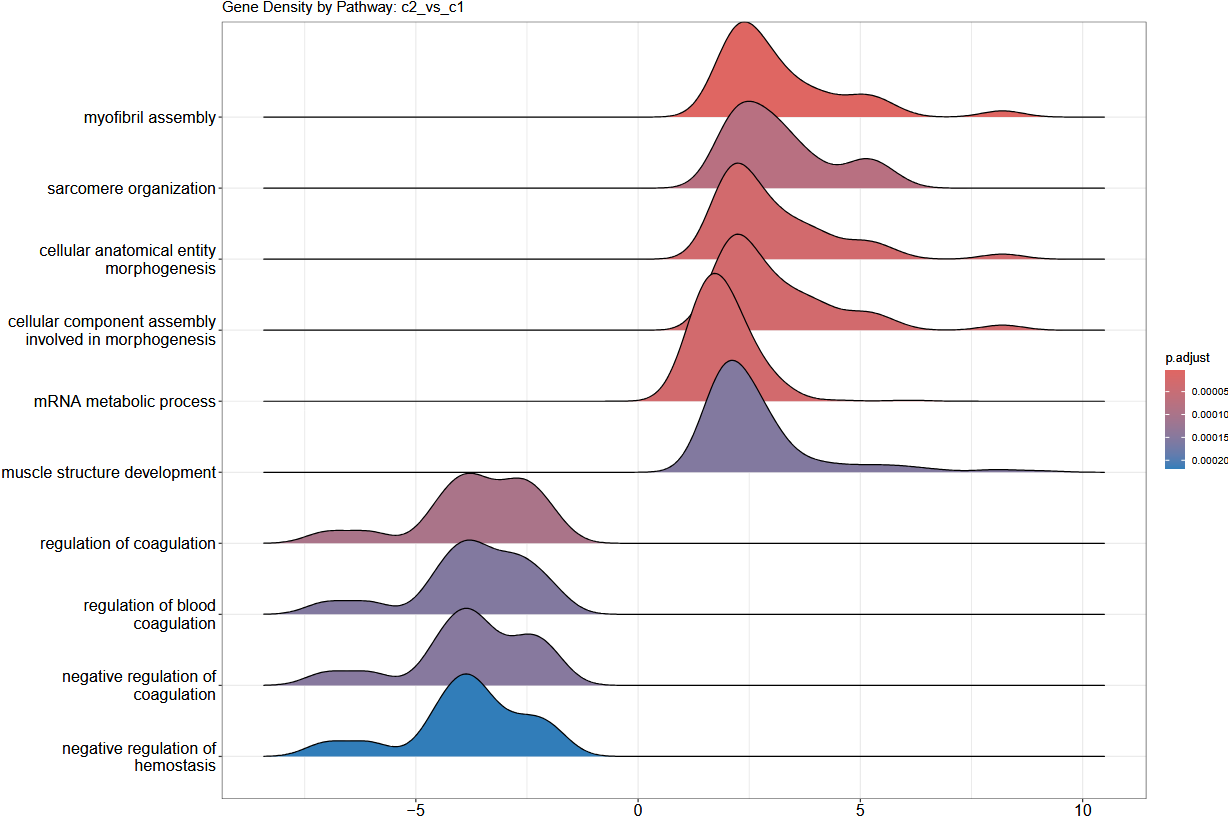 Gene Density by Pathway: c2_vs_c1
myofibril assembly
sarcomere organization
cellular anatomical entity
morphogenesis
cellular component assembly
involved in morphogenesis
mRNA metabolic process
muscle structure development
regulation of coagulation
regulation of blood
coagulation
negative regulation of
coagulation
negative regulation of
hemostasis
−5 0 5 10
p.adjust
0.00005
0.00010
0.00015
0.00020